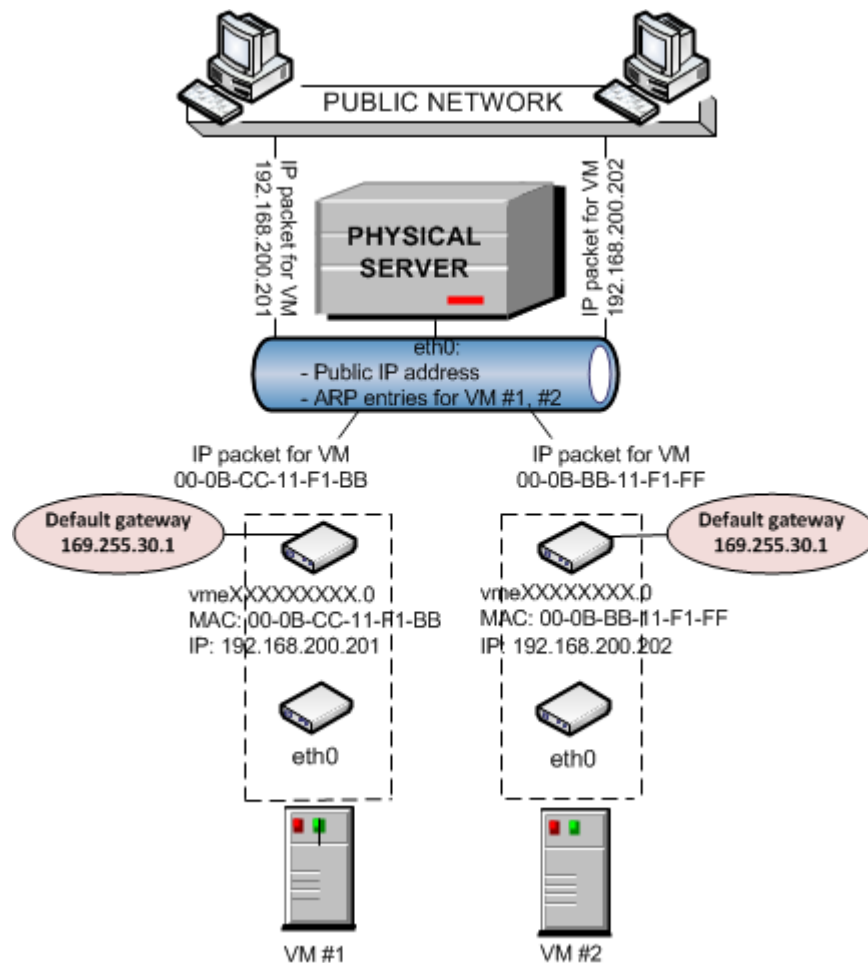 PUBLIC NETWORK
IP packet for VM
192.168.200.201
IP packet for VM
192.168.200.202
PHYSICAL
SERVER
eth0:
- Public IP address
- ARP entries for VM #1, #2
IP packet for VM
00-0B-CC-11-F1-BB
IP packet for VM
00-0B-BB-11-F1-FF
Default gateway
169.255.30.1
Default gateway
169.255.30.1
vmeXXXXXXXXX.0
MAC: 00-0B-CC-11-F1-BB
IP: 192.168.200.201
vmeXXXXXXXX.0
MAC: 00-0B-BB-11-F1-FF
IP: 192.168.200.202
eth0
eth0
VM #1
VM #2